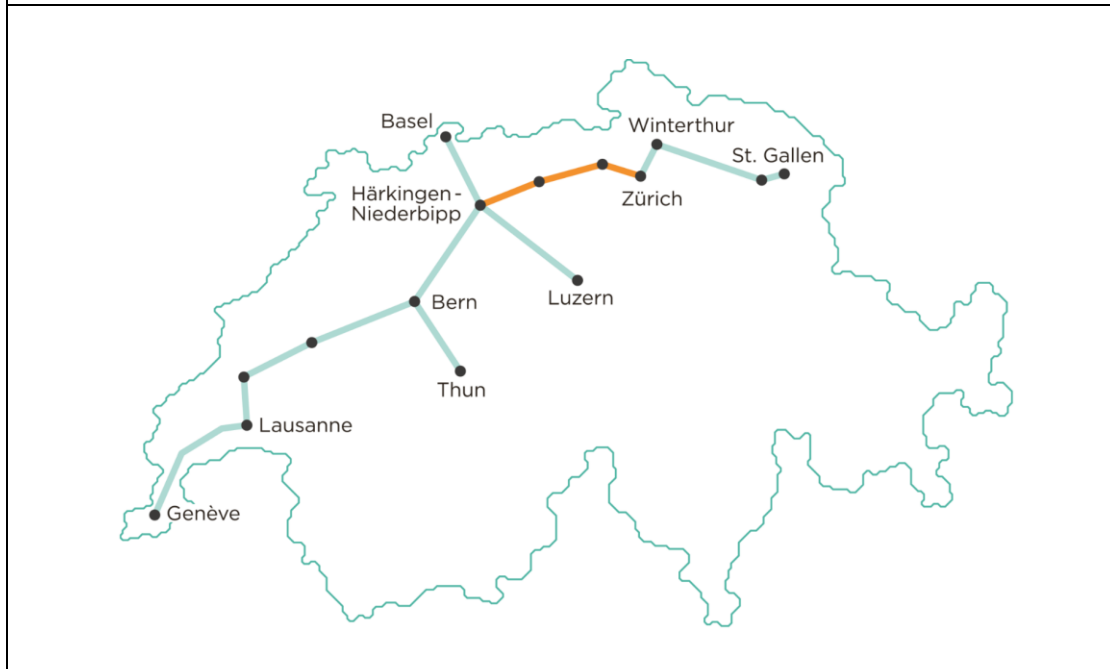 Basel
Winterthur
St. Gallen
Härkingen-
Niederbipp
Zürich
Luzern
Bern
Thun
Lausanne
Genève